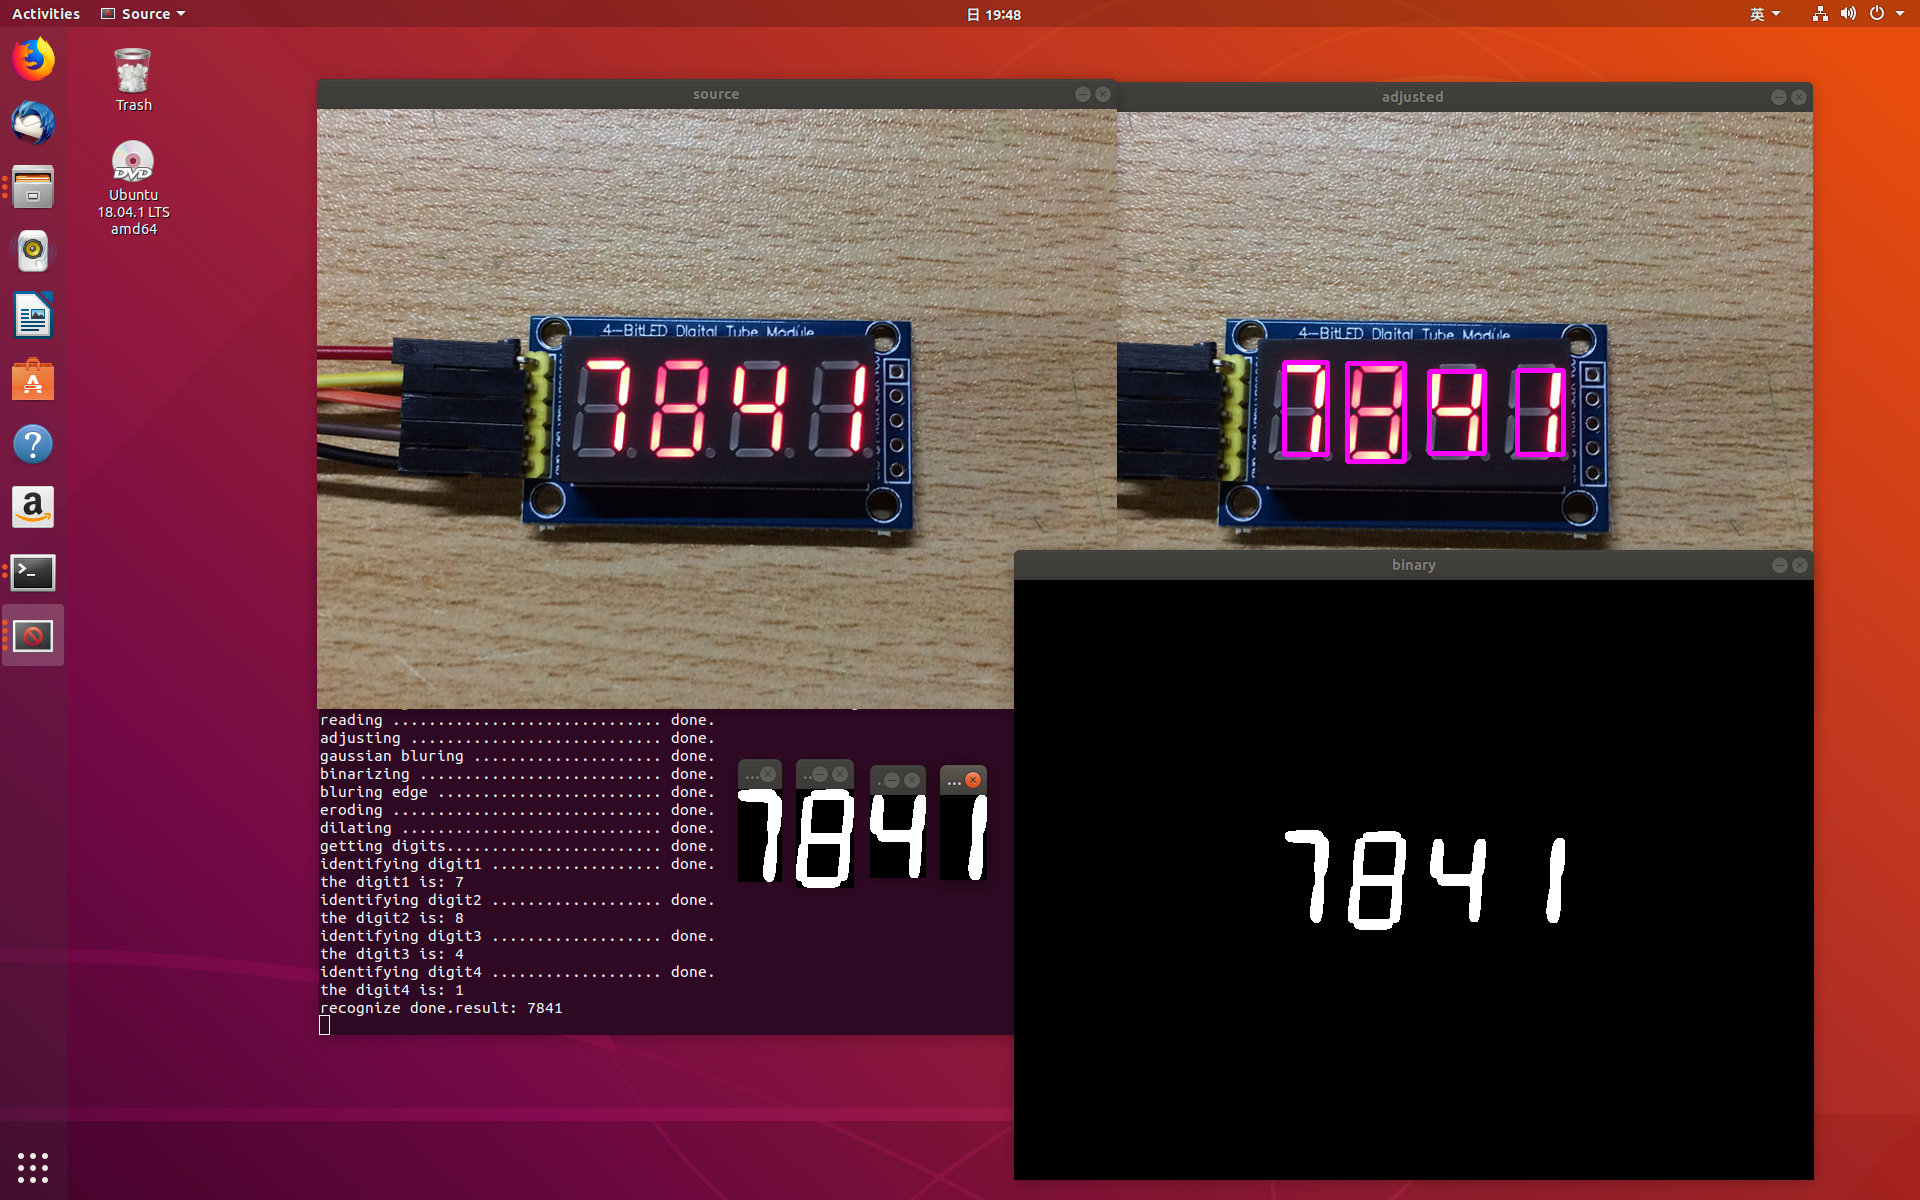 Activities
Source
日 19:48
英
Trash
Ubuntu
18.04.1 LTS
amd64
source
4-BitLED Digital Tube Module
7841
adjusted
4-BitLED Digital Tube Module
7841
binary
7841
reading .............................. done.
adjusting ............................ done.
gaussian bluring ..................... done.
binarizing ........................... done.
bluring edge ......................... done.
eroding .............................. done.
dilating ............................. done.
getting digits........................ done.
identifying digit1 ................... done.
the digit1 is: 7
identifying digit2 ................... done.
the digit2 is: 8
identifying digit3 ................... done.
the digit3 is: 4
identifying digit4 ................... done.
the digit4 is: 1
recognize done.result: 7841
...
7
..
8
..
4
...
1